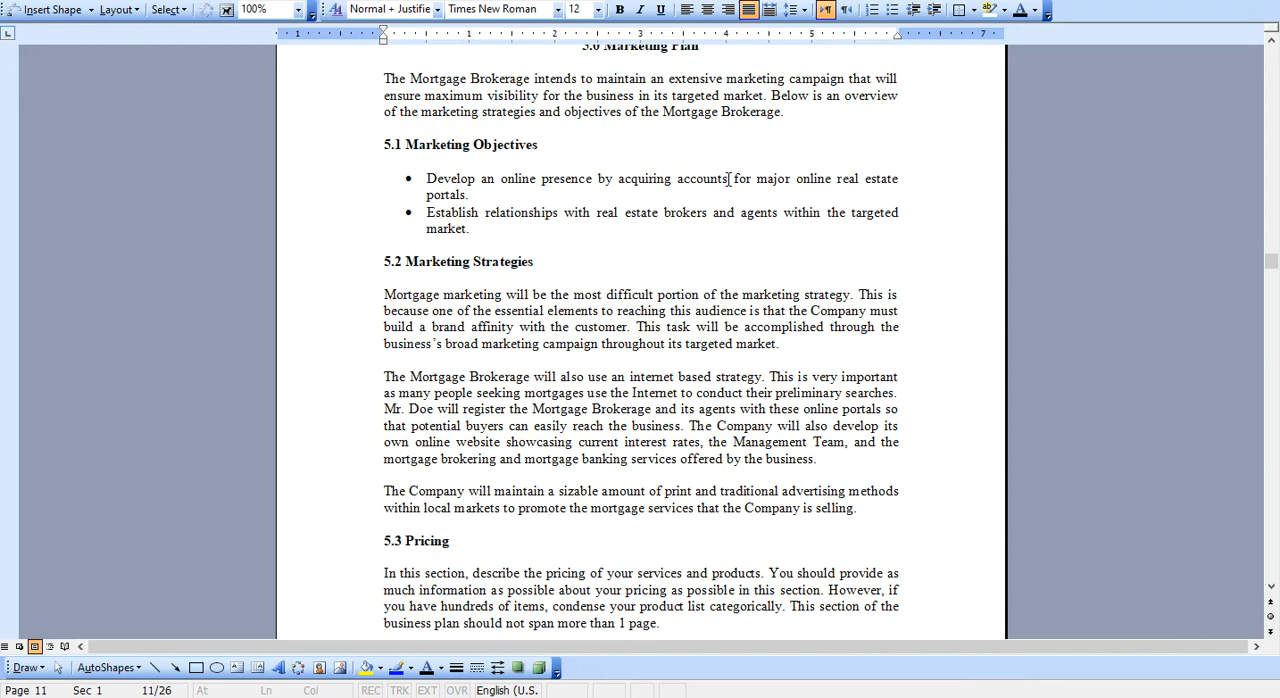 Insert Shape Layout Select 100% Normal + Justifie Times New Roman 12 B I U
1 1 2 3 4 5 7
5.0 Marketing Plan
The Mortgage Brokerage intends to maintain an extensive marketing campaign that will
ensure maximum visibility for the business in its targeted market. Below is an overview
of the marketing strategies and objectives of the Mortgage Brokerage.
5.1 Marketing Objectives
• Develop an online presence by acquiring accounts for major online real estate
portals.
• Establish relationships with real estate brokers and agents within the targeted
market.
5.2 Marketing Strategies
Mortgage marketing will be the most difficult portion of the marketing strategy. This is
because one of the essential elements to reaching this audience is that the Company must
build a brand affinity with the customer. This task will be accomplished through the
business's broad marketing campaign throughout its targeted market.
The Mortgage Brokerage will also use an internet based strategy. This is very important
as many people seeking mortgages use the Internet to conduct their preliminary searches.
Mr. Doe will register the Mortgage Brokerage and its agents with these online portals so
that potential buyers can easily reach the business. The Company will also develop its
own online website showcasing current interest rates, the Management Team, and the
mortgage brokering and mortgage banking services offered by the business.
The Company will maintain a sizable amount of print and traditional advertising methods
within local markets to promote the mortgage services that the Company is selling.
5.3 Pricing
In this section, describe the pricing of your services and products. You should provide as
much information as possible about your pricing as possible in this section. However, if
you have hundreds of items, condense your product list categorically. This section of the
business plan should not span more than 1 page.
Draw AutoShapes
Page 11 Sec 1 11/26 At Ln Col REC TRK EXT OVR English (U.S.